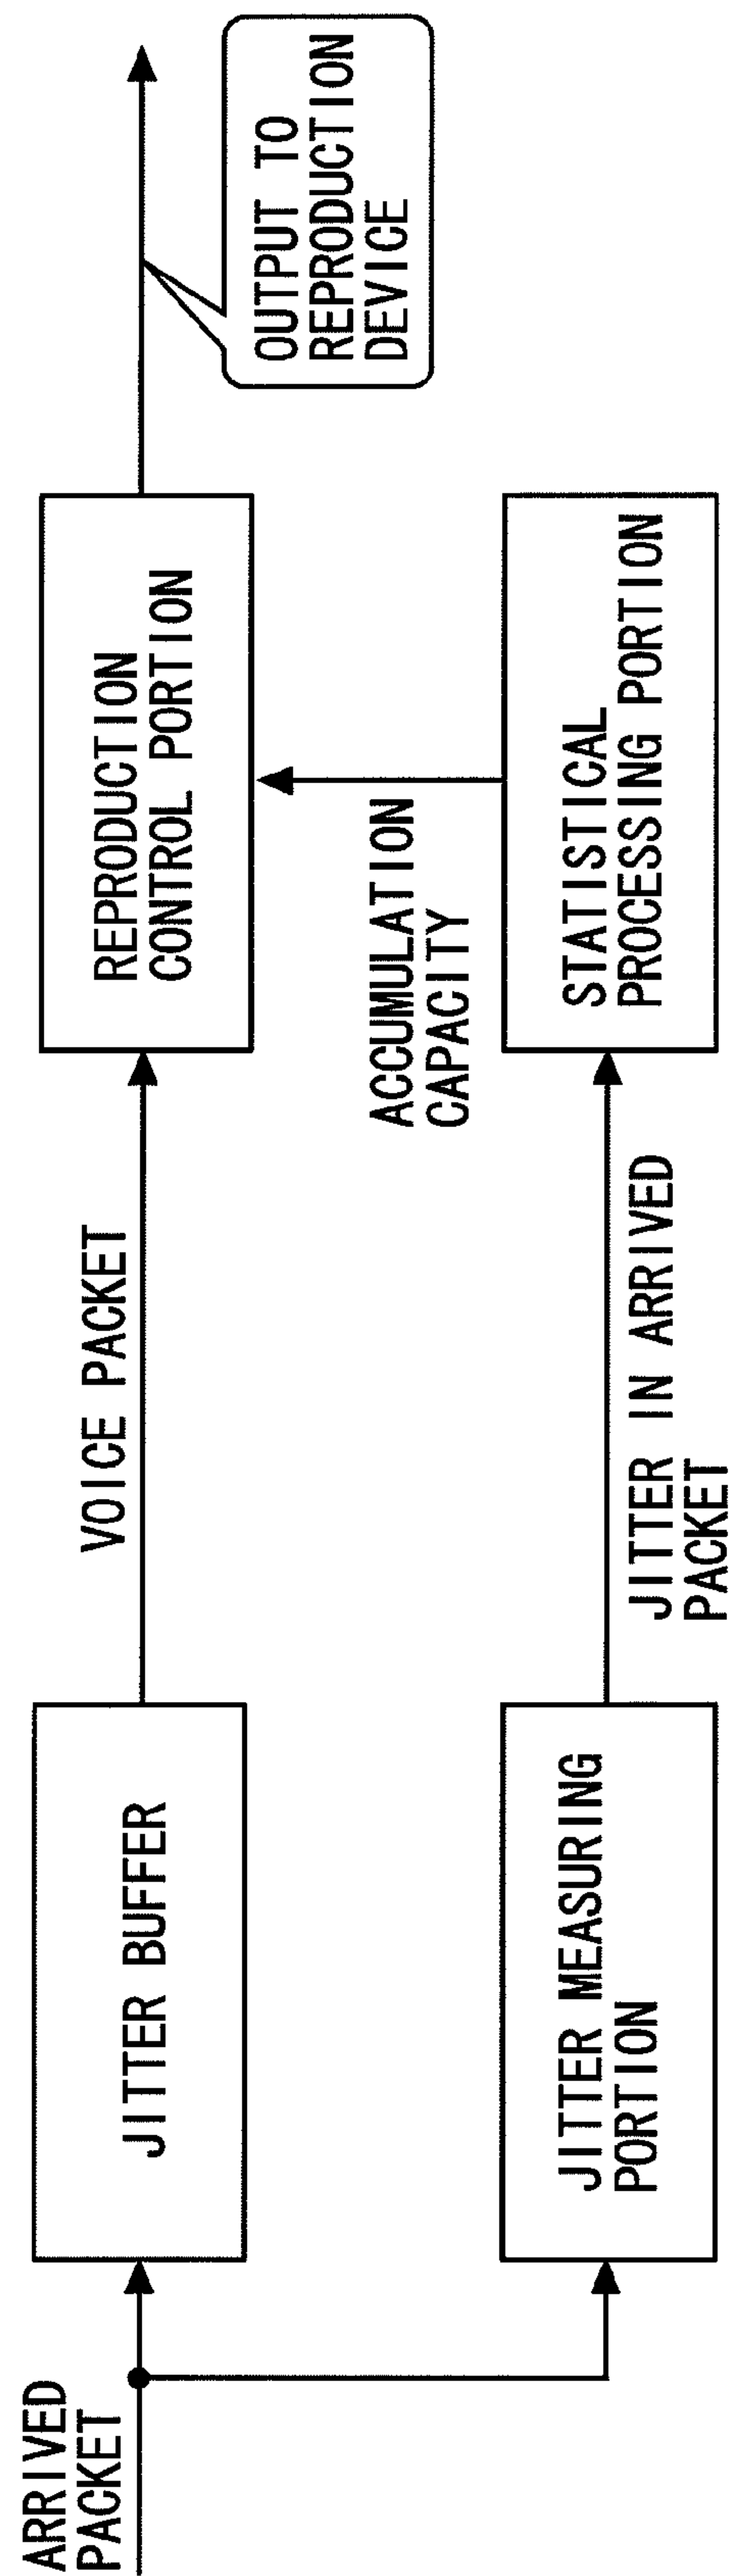 ARRIVED
PACKET
JITTER BUFFER
VOICE PACKET
REPRODUCTION
CONTROL PORTION
OUTPUT TO
REPRODUCTION
DEVICE
ACCUMULATION
CAPACITY
JITTER MEASURING
PORTION
JITTER IN ARRIVED
PACKET
STATISTICAL
PROCESSING PORTION